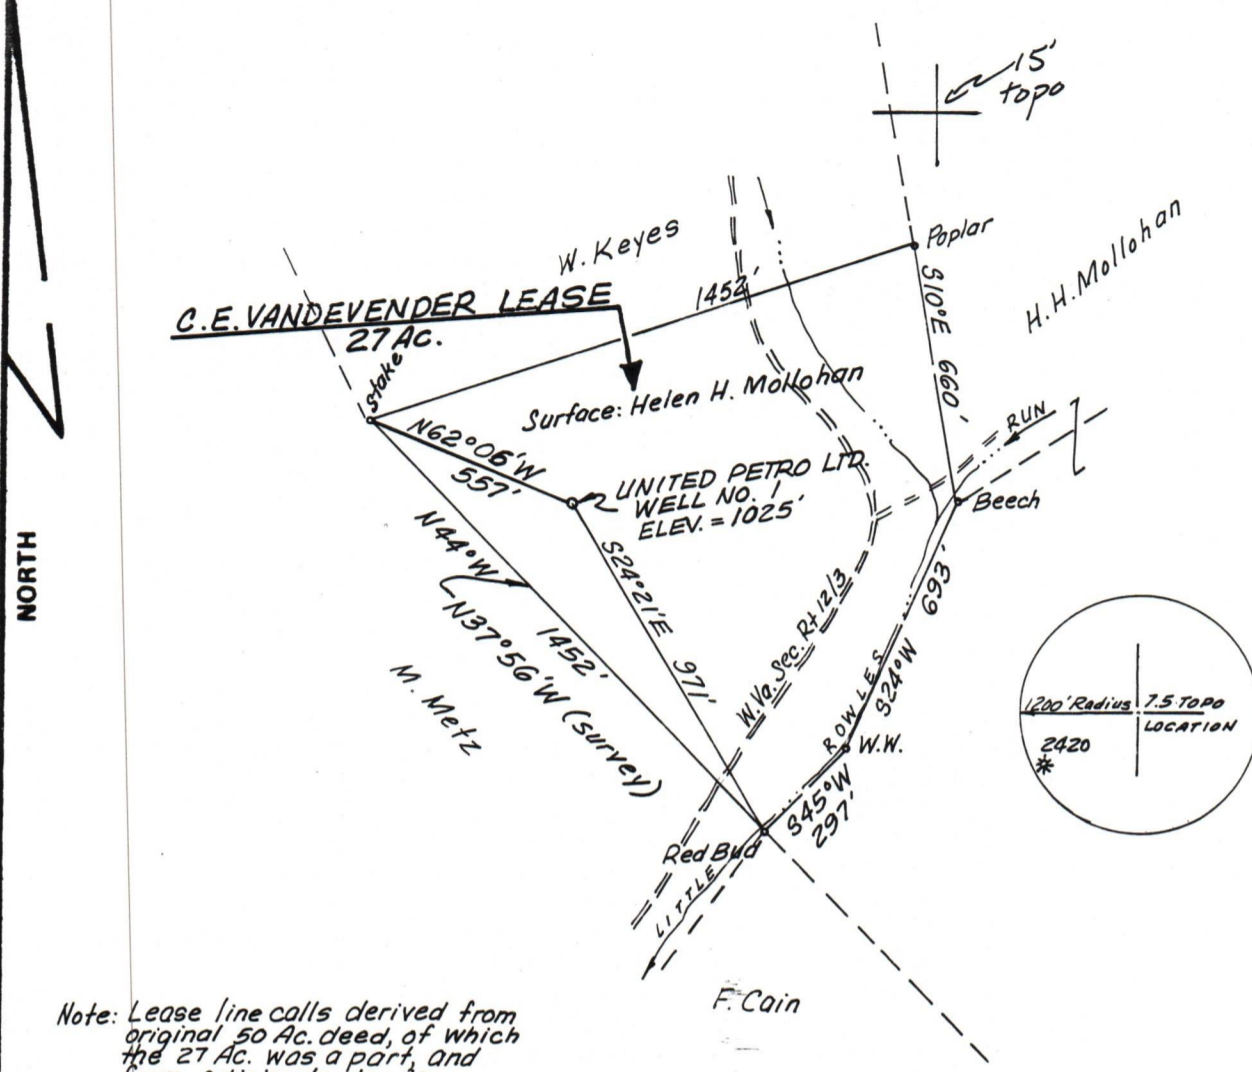 15'
topo
Poplar
W. Keyes
H. H. Mollohan
1452'
S10°E 660'
C.E. VANDEVENDER LEASE
27 Ac.
Stake
Surface: Helen H. Mollohan
RUN
N62°06'W
557'
UNITED PETRO LTD.
WELL NO. 1
ELEV. = 1025'
Beech
NORTH
N44°W 1452'
N37°56'W (survey)
S24°21'E 971'
W.Va. Sec. Rt 12/3
S24°W 693'
ROWLES
M. Metz
W.W.
1200' Radius
7.5 TOPO
LOCATION
2420
S45°W
297'
Red Bud
LITTLE
F. Cain
Note: Lease line calls derived from
original 50 Ac. deed, of which
the 27 Ac. was a part, and